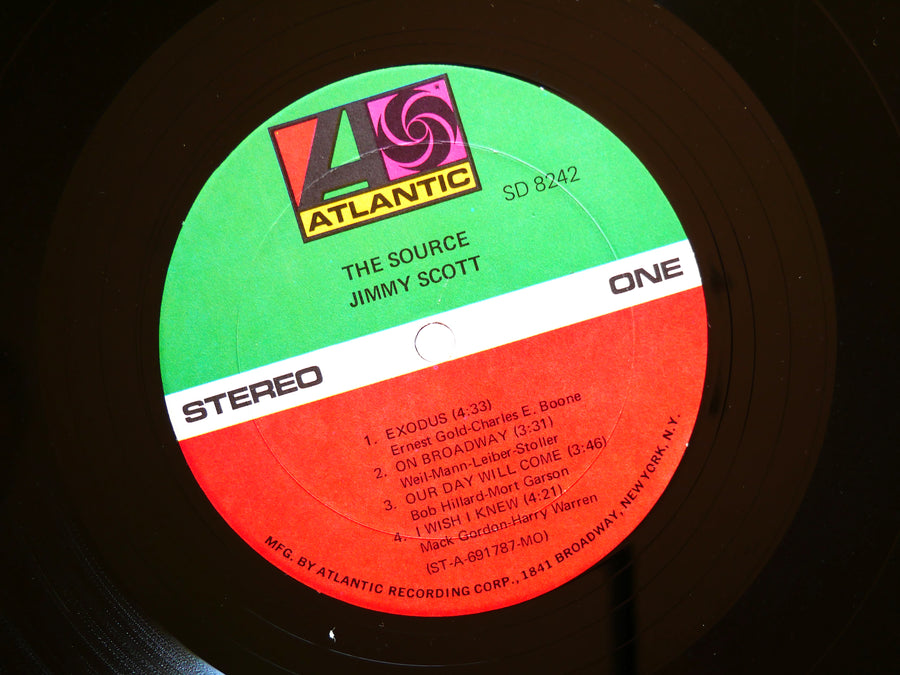 ATLANTIC
SD 8242
THE SOURCE
JIMMY SCOTT
ONE
STEREO
1. EXODUS (4:33)
Ernest Gold-Charles E. Boone
2. ON BROADWAY (3:31)
Weil-Mann-Leiber-Stoller
3. OUR DAY WILL COME (3:46)
Bob Hillard-Mort Garson
4. I WISH I KNEW (4:21)
Mack Gordon-Harry Warren
(ST-A-691787-MO)
MFG. BY ATLANTIC RECORDING CORP., 1841 BROADWAY, NEW YORK, N.Y.